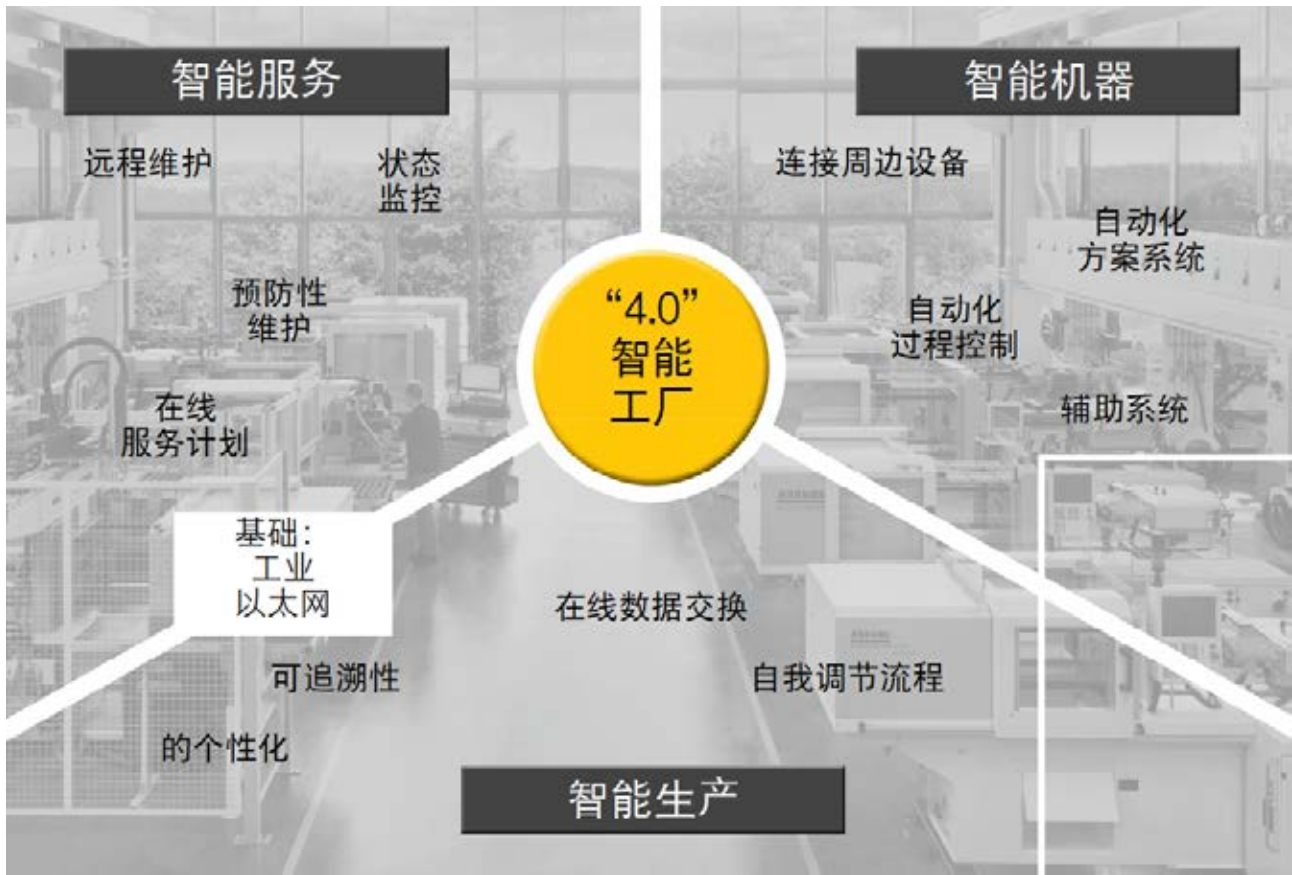 智能服务
远程维护
状态
监控
预防性
维护
在线
服务计划
智能机器
连接周边设备
自动化
方案系统
自动化
过程控制
辅助系统
“4.0”
智能
工厂
基础：
工业
以太网
在线数据交换
可追溯性
自我调节流程
的个性化
智能生产